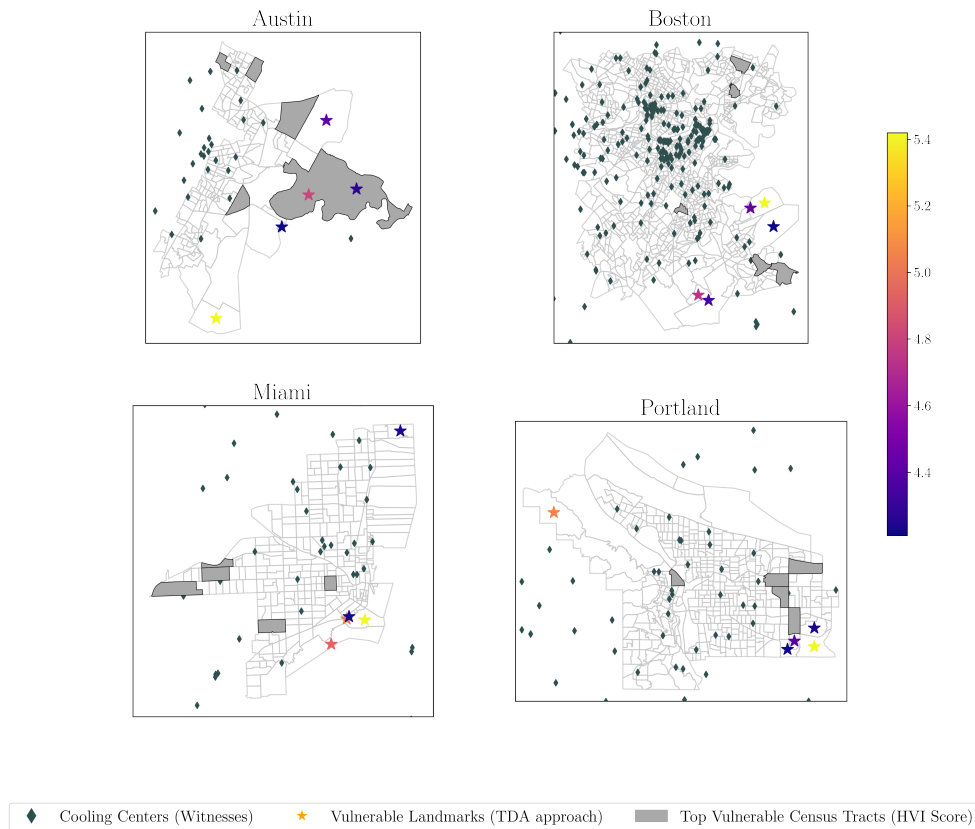 Austin
Boston
5.4
5.2
5.0
4.8
4.6
4.4
Miami
Portland
Cooling Centers (Witnesses)
Vulnerable Landmarks (TDA approach)
Top Vulnerable Census Tracts (HVI Score)